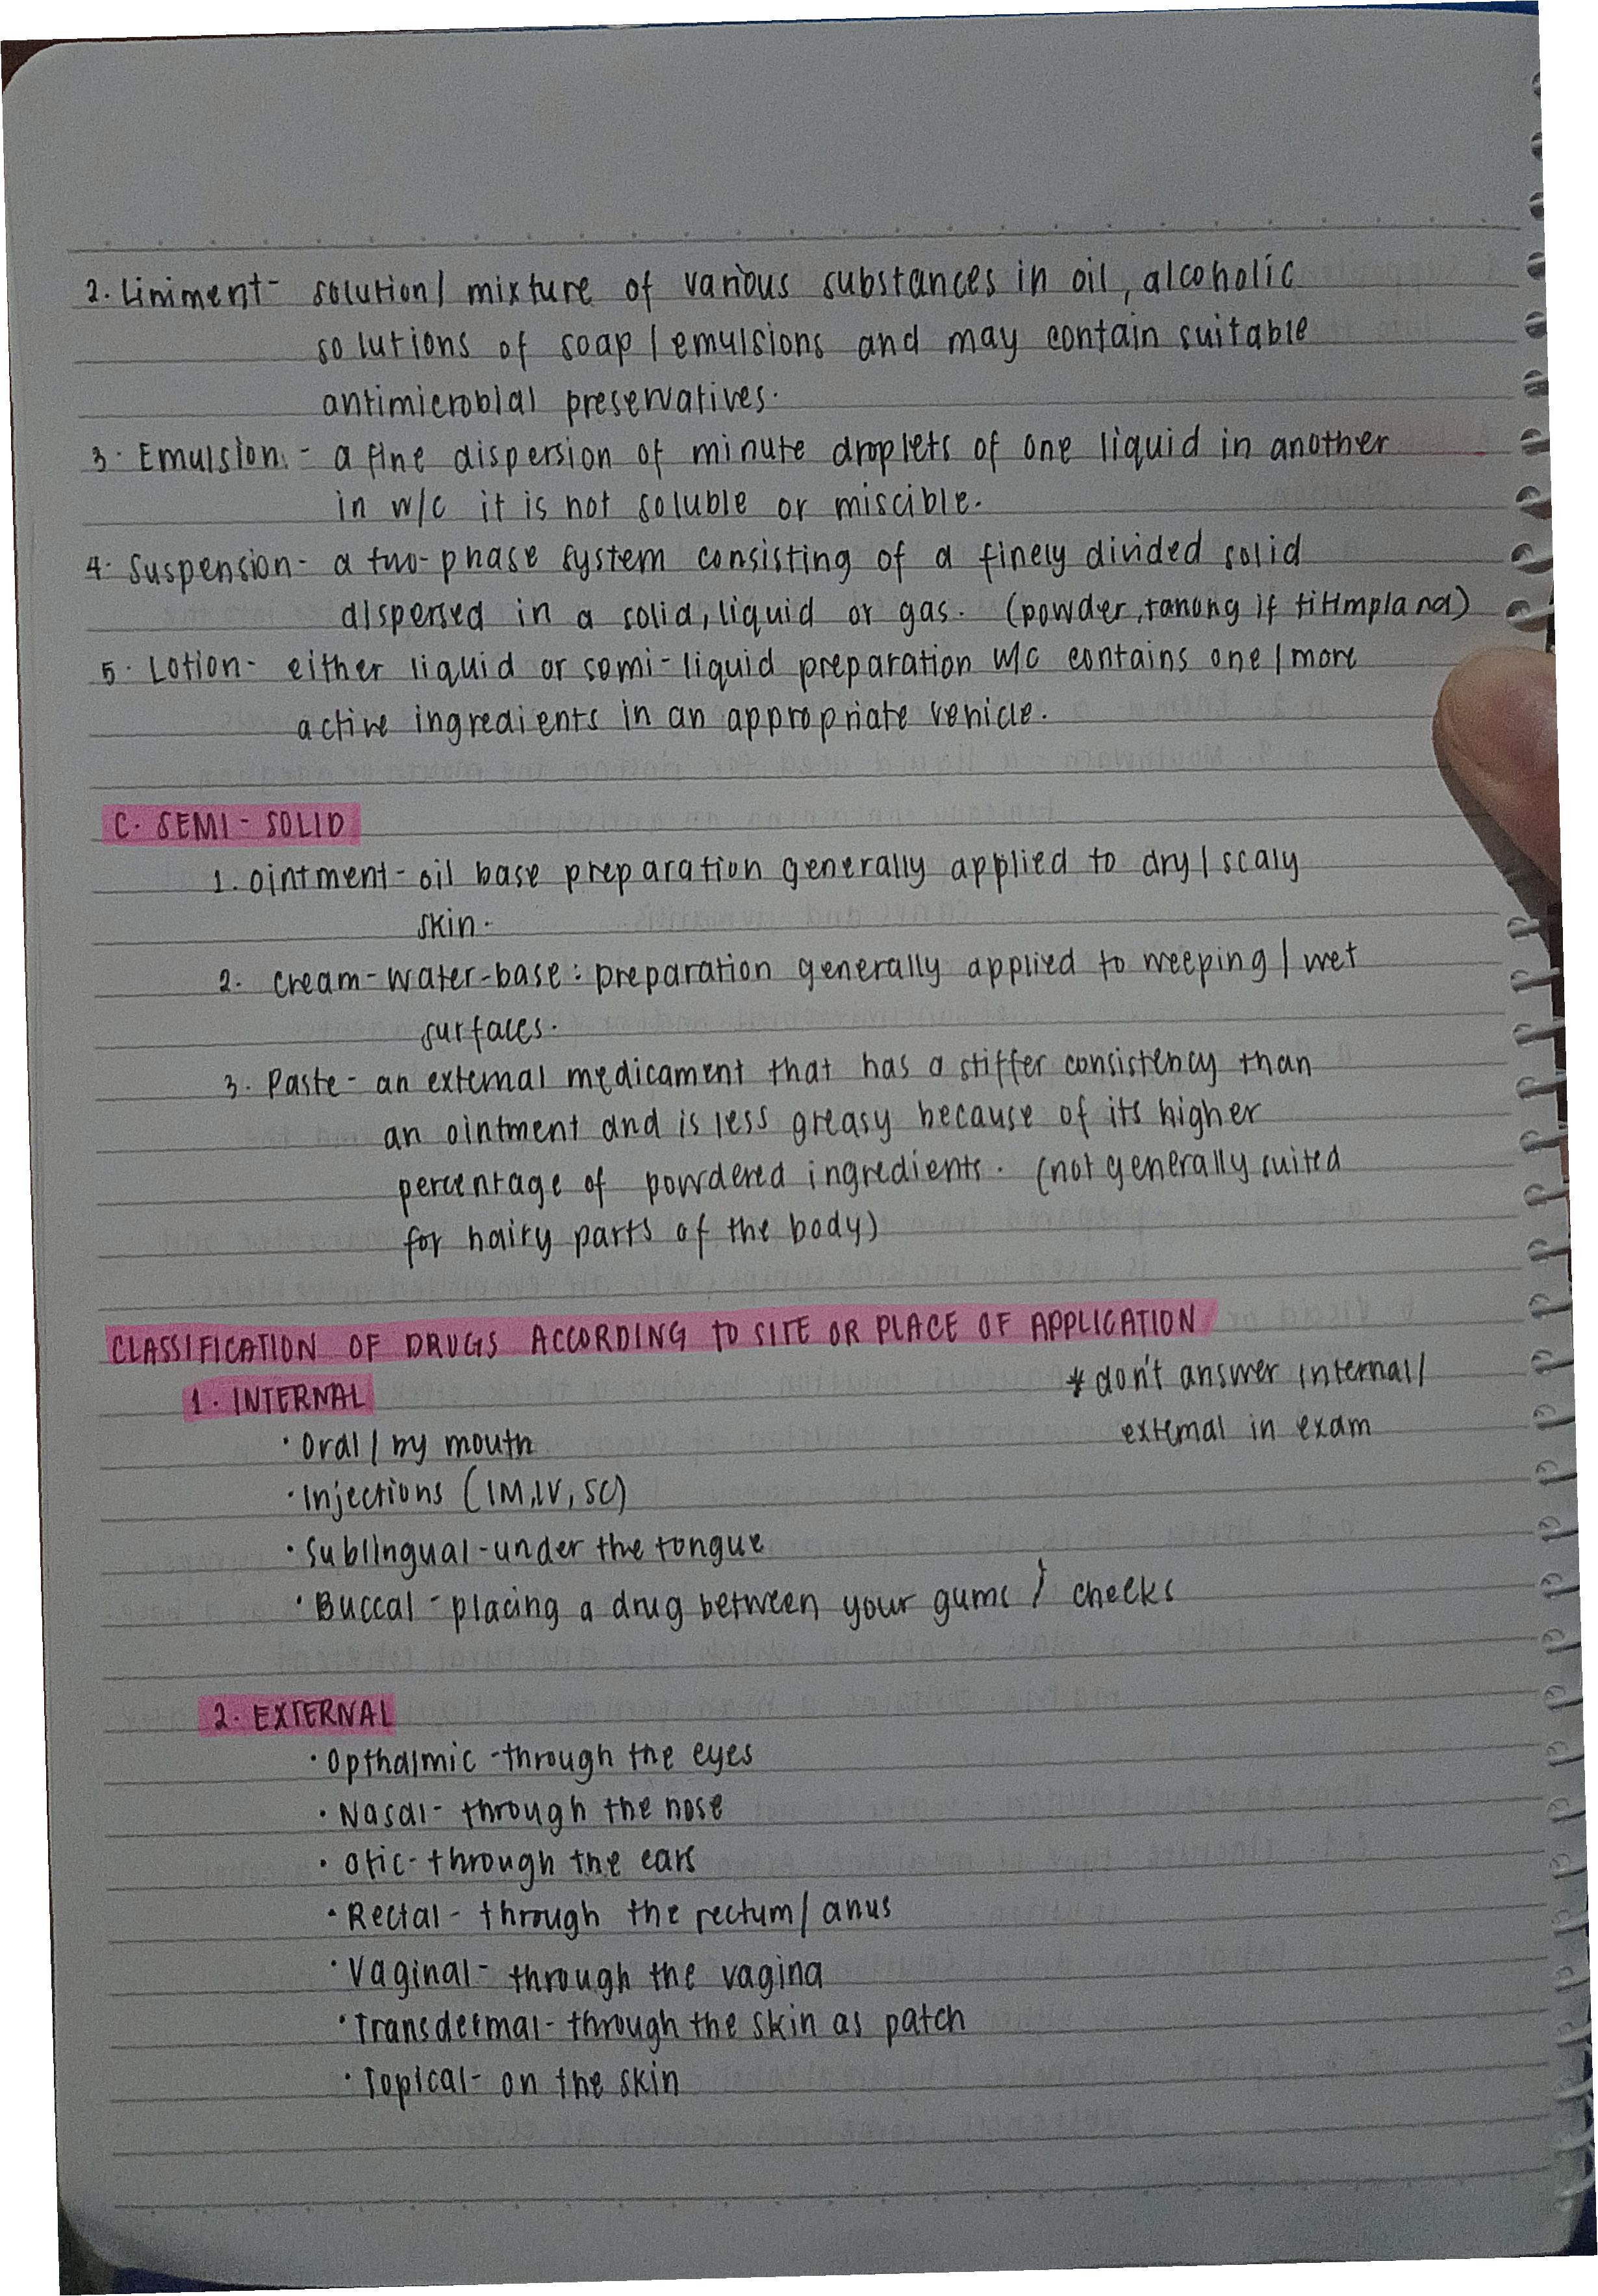 2. Liniment - solution/ mixture of various substances in oil, alcoholic
solutions of soap / emulsions and may contain suitable
antimicrobial preservatives.
3. Emulsion - a fine dispersion of minute droplets of one liquid in another
in w/c it is not soluble or miscible.
4. Suspension - a two-phase system consisting of a finely divided solid
dispersed in a solid, liquid or gas. (powder,
5. Lotion - either liquid or semi-liquid preparation w/c contains one / more
active ingredients in an appropriate vehicle.
C. SEMI - SOLID
1. Ointment - oil base preparation generally applied to dry / scaly
skin.
2. Cream - water-base: preparation generally applied to weeping / wet
surfaces.
3. Paste - an external medicament that has a stiffer consistency than
an ointment and is less greasy because of its higher
percentage of powdered ingredients. (not generally suited
for hairy parts of the body)
CLASSIFICATION OF DRUGS ACCORDING TO SITE OR PLACE OF APPLICATION
* don't answer internal/
1. INTERNAL
external in exam
• Oral / by mouth
• Injections (IM, IV, SC)
• Sublingual - under the tongue
• Buccal - placing a drug between your gums & cheeks
2. EXTERNAL
• Opthalmic - through the eyes
• Nasal - through the nose
• Otic - through the ears
• Rectal - through the rectum/ anus
• Vaginal - through the vagina
• Transdermal - through the skin as patch
• Topical - on the skin